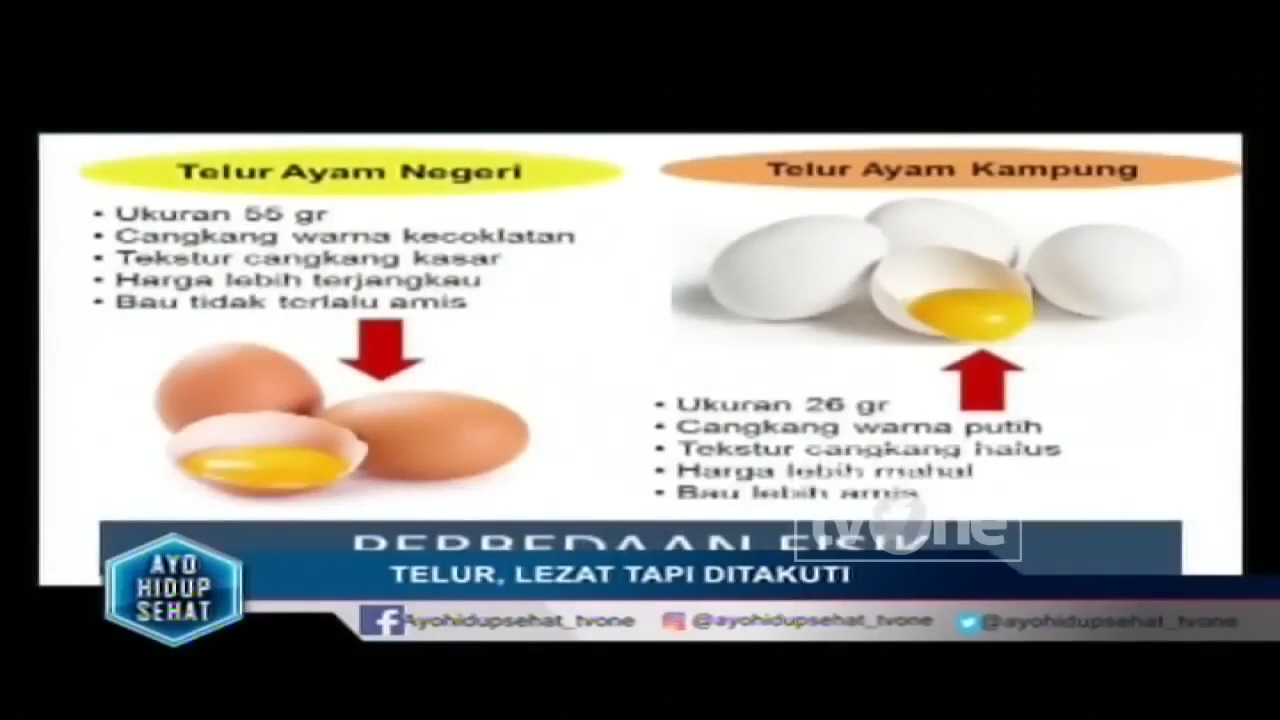 Telur Ayam Negeri
• Ukuran 55 gr
• Cangkang warna kecoklatan
• Tekstur cangkang kasar
• Harga lebih terjangkau
• Bau tidak terlalu amis
Telur Ayam Kampung
• Ukuran 26 gr
• Cangkang warna putih
• Tekstur cangkang halus
• Harga lebih mahal
• Bau lebih amis
PERBEDAAN FISIK
tvOne
AYO
HIDUP
SEHAT
TELUR, LEZAT TAPI DITAKUTI
Ayohidupsehat_tvone
@ayohidupsehat_tvone
@ayohidupsehat_tvone